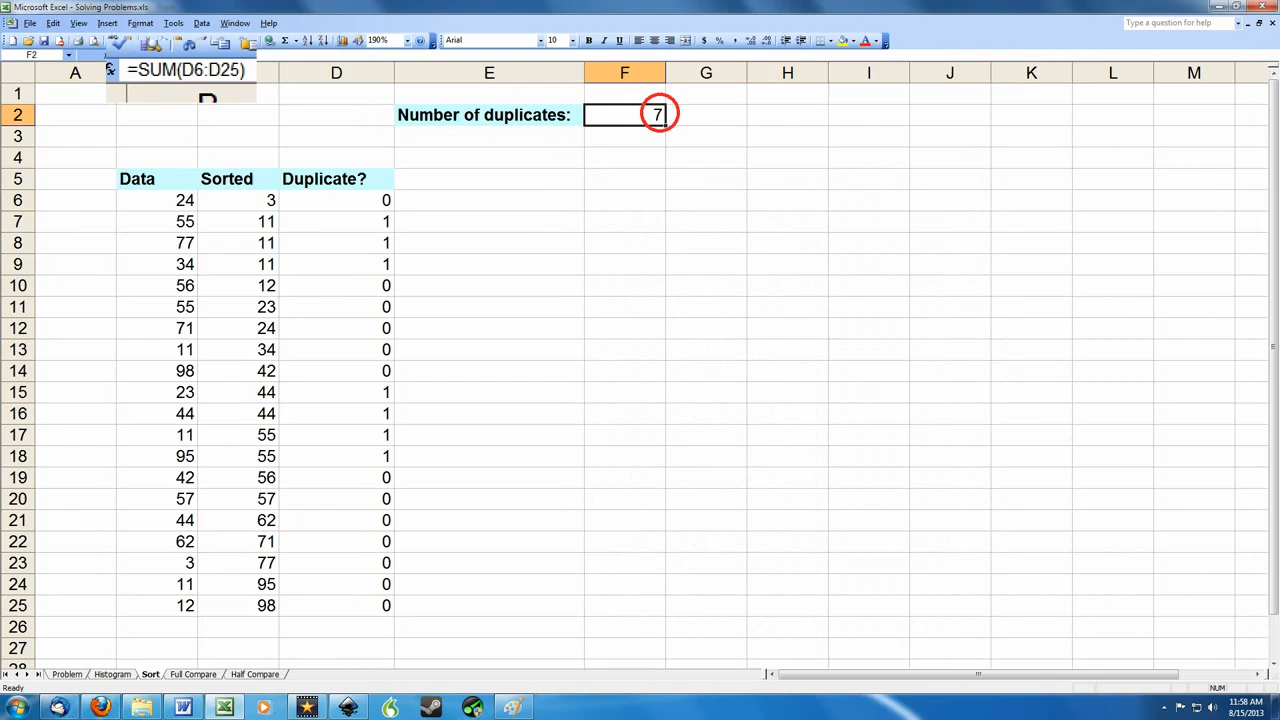 Microsoft Excel - Solving Problems.xls
File Edit View Insert Format Tools Data Window Help
Type a question for help
190% Arial 10 B I U $ % ,
F2
fx =SUM(D6:D25)
A D E F G H I J K L M
1
2 Number of duplicates: 7
3
4
5 Data Sorted Duplicate?
6 24 3 0
7 55 11 1
8 77 11 1
9 34 11 1
10 56 12 0
11 55 23 0
12 71 24 0
13 11 34 0
14 98 42 0
15 23 44 1
16 44 44 1
17 11 55 1
18 95 55 1
19 42 56 0
20 57 57 0
21 44 62 0
22 62 71 0
23 3 77 0
24 11 95 0
25 12 98 0
26
27
28
Problem Histogram Sort Full Compare Half Compare
Ready NUM
11:58 AM
8/15/2013